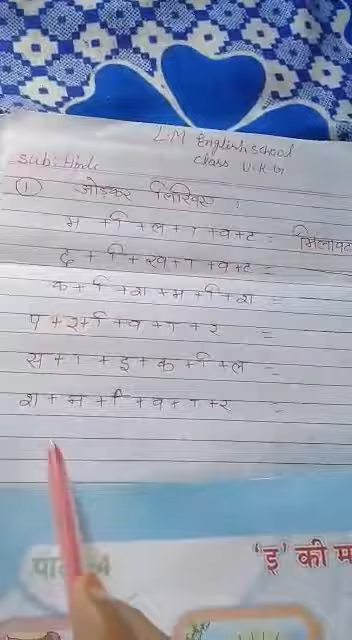 L.M English school
Sub: Hindi class U.K.G
① जोड़कर लिखिए :
म + ि + ल + ा + व + ट = मिलावट
द + ि + ख + ा + व + ट =
क + ि + श + म + ि + श =
प + र + ि + व + ा + र =
स + ा + इ + क + ि + ल =
श + न + ि + व + ा + र =
"इ" की